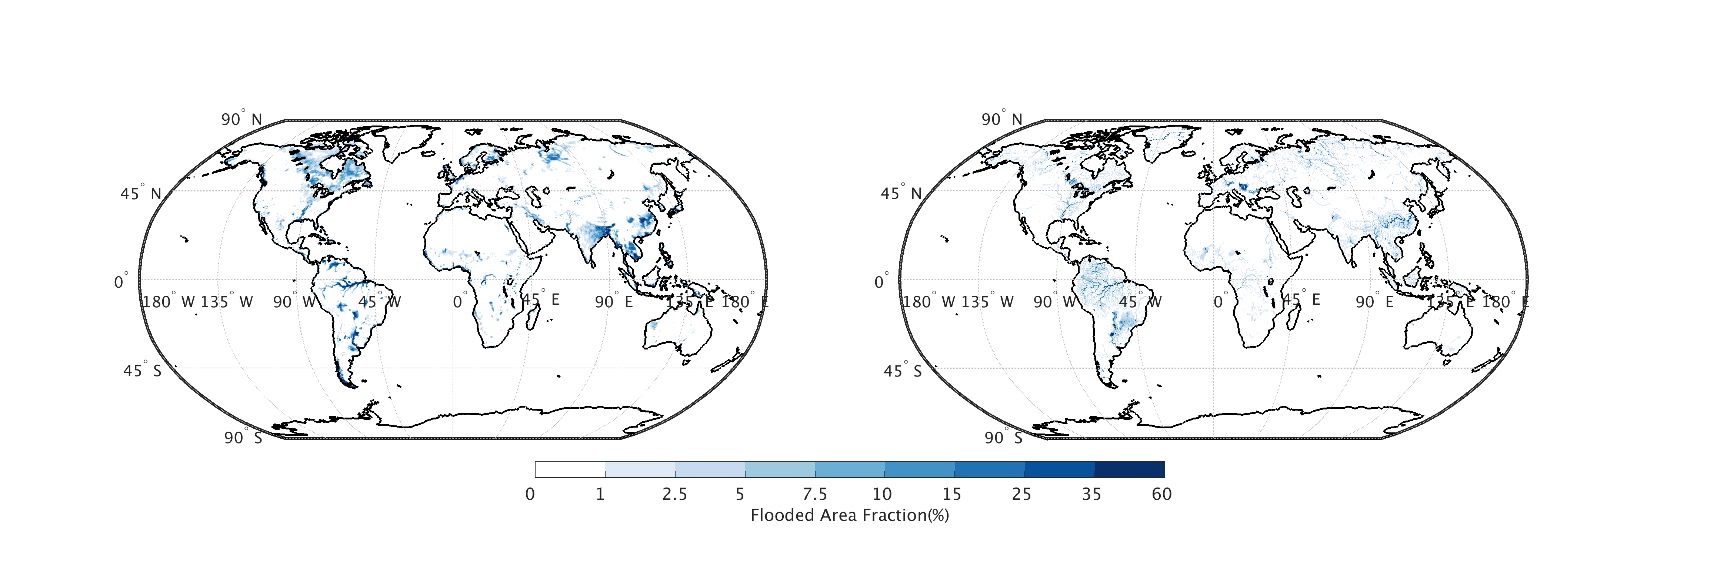 90° N 90° N
45° N 45° N
0° 0°
180° W 135° W 90° W 45° W 0° 45° E 90° E 135° E 180° E 180° W 135° W 90° W 45° W 0° 45° E 90° E 135° E 180° E
45° S 45° S
90° S 90° S
0 1 2.5 5 7.5 10 15 25 35 60
Flooded Area Fraction(%)